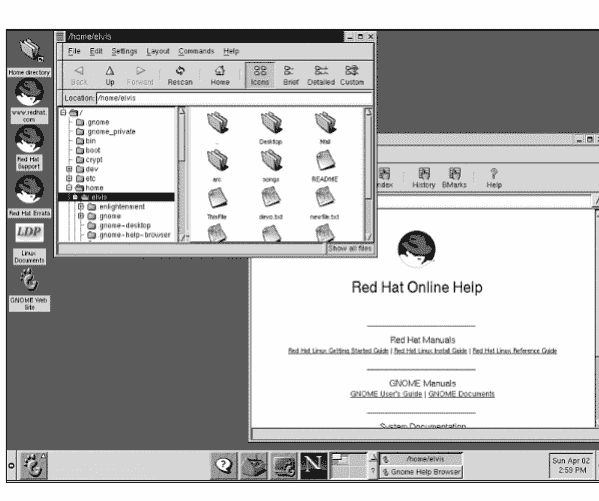 /home/elvis
File Edit Settings Layout Commands Help
Back Up Forward Rescan Home Icons Brief Detailed Custom
Location: /home/elvis
/
.gnome
.gnome_private
bin
boot
crypt
dev
etc
home
elvis
enlightenment
.gnome
.gnome-desktop
.gnome-help-browser
..
Desktop
Mail
src
songs
README
ThisFile
devo.txt
newfile.txt
Show all files
Home directory
www.redhat.
com
Red Hat
Support
Red Hat Errata
LDP
Linux
Documents
GNOME Web
Site
ndex History BMarks Help
Red Hat Online Help
Red Hat Manuals
Red Hat Linux Getting Started Guide | Red Hat Linux Install Guide | Red Hat Linux Reference Guide
GNOME Manuals
GNOME User's Guide | GNOME Documents
System Documentation
N
?
/home/elvis
Gnome Help Browser
Sun Apr 02
2:59 PM